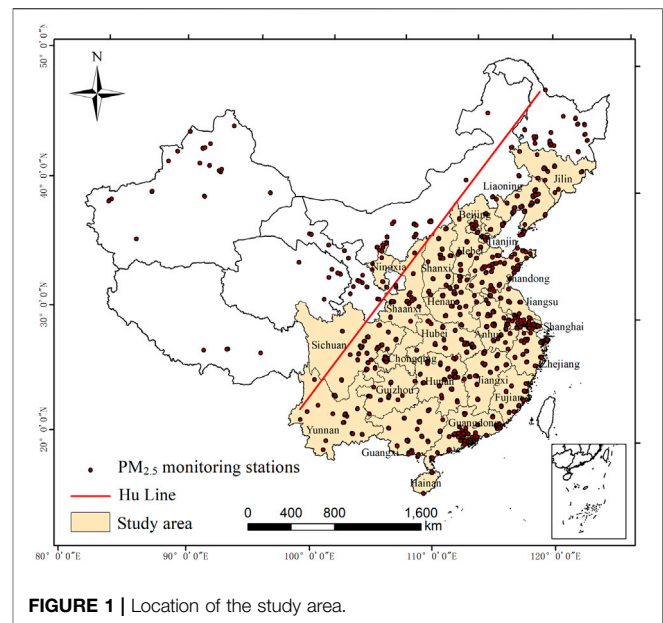 N
50° 0'0"N
40° 0'0"N
30° 0'0"N
20° 0'0"N
Jilin
Liaoning
Beijing
Tianjin
Hebei
Ningxia
Shanxi
Shandong
Shaanxi
Henan
Jiangsu
Hubei
Anhui
Shanghai
Sichuan
Chongqing
Zhejiang
Guizhou
Hunan
Jiangxi
Fujian
Yunnan
Guangxi
Guangdong
Hainan
PM2.5 monitoring stations
Hu Line
Study area
0 400 800 1,600
km
80° 0'0"E 90° 0'0"E 100° 0'0"E 110° 0'0"E 120° 0'0"E
FIGURE 1 | Location of the study area.